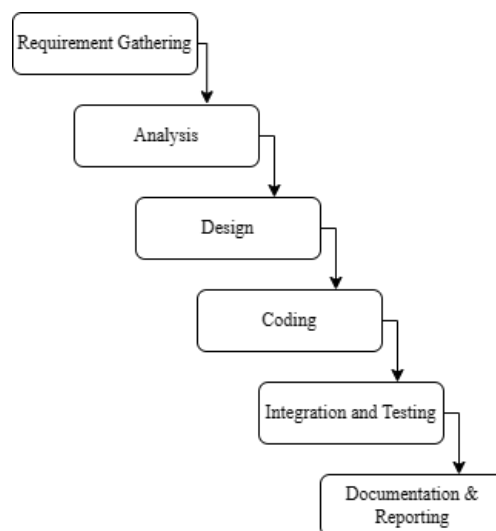 Requirement Gathering
Analysis
Design
Coding
Integration and Testing
Documentation &
Reporting